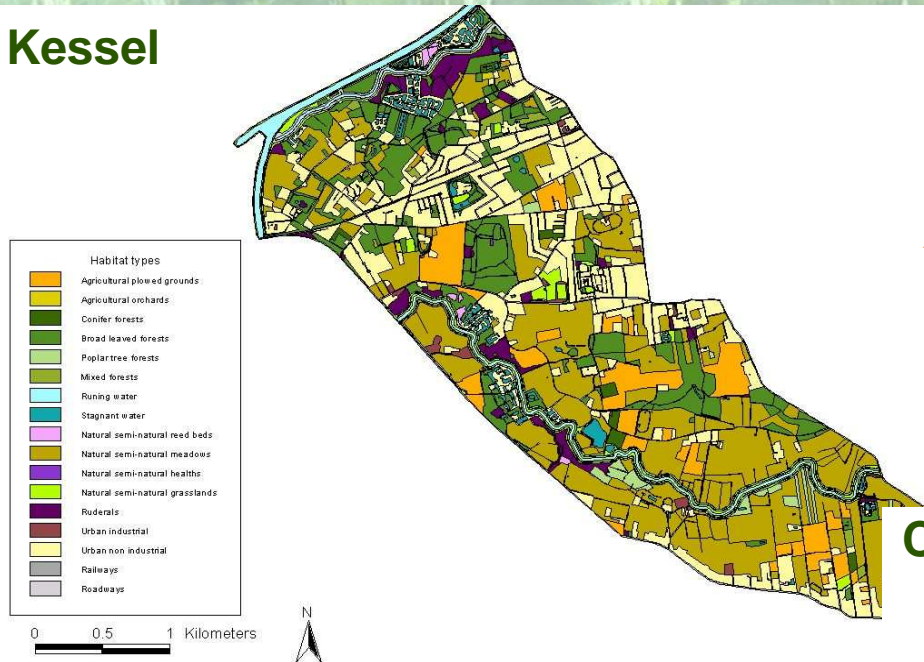 Kessel
Habitat types
Agricultural plowed grounds
Agricultural orchards
Conifer forests
Broad leaved forests
Poplar tree forests
Mixed forests
Runing water
Stagnant water
Natural semi-natural reed beds
Natural semi-natural meadows
Natural semi-natural healths
Natural semi-natural grasslands
Ruderals
Urban industrial
Urban non industrial
Railways
Roadways
0 0.5 1 Kilometers
N